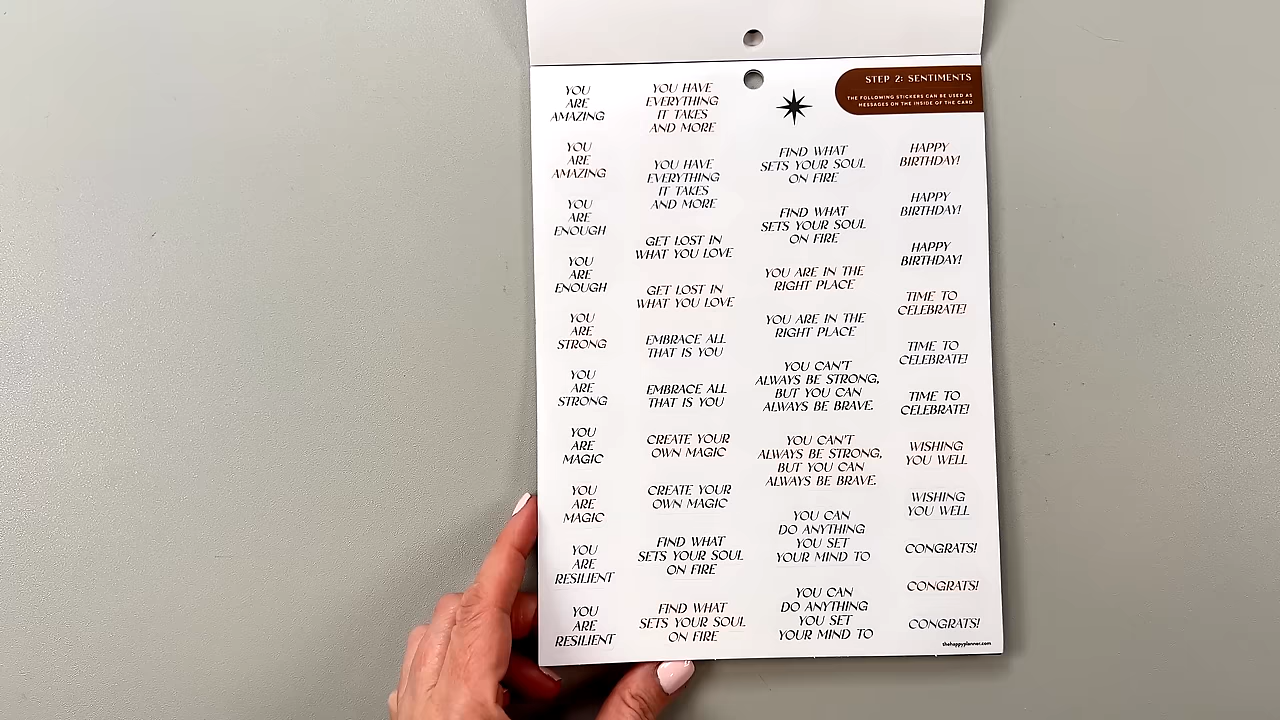 STEP 2: SENTIMENTS
THE FOLLOWING STICKERS CAN BE USED AS
MESSAGES ON THE INSIDE OF THE CARD
YOU
ARE
AMAZING
YOU
ARE
AMAZING
YOU
ARE
ENOUGH
YOU
ARE
ENOUGH
YOU
ARE
STRONG
YOU
ARE
STRONG
YOU
ARE
MAGIC
YOU
ARE
MAGIC
YOU
ARE
RESILIENT
YOU
ARE
RESILIENT
YOU HAVE
EVERYTHING
IT TAKES
AND MORE
YOU HAVE
EVERYTHING
IT TAKES
AND MORE
GET LOST IN
WHAT YOU LOVE
GET LOST IN
WHAT YOU LOVE
EMBRACE ALL
THAT IS YOU
EMBRACE ALL
THAT IS YOU
CREATE YOUR
OWN MAGIC
CREATE YOUR
OWN MAGIC
FIND WHAT
SETS YOUR SOUL
ON FIRE
FIND WHAT
SETS YOUR SOUL
ON FIRE
FIND WHAT
SETS YOUR SOUL
ON FIRE
FIND WHAT
SETS YOUR SOUL
ON FIRE
YOU ARE IN THE
RIGHT PLACE
YOU ARE IN THE
RIGHT PLACE
YOU CAN'T
ALWAYS BE STRONG,
BUT YOU CAN
ALWAYS BE BRAVE.
YOU CAN'T
ALWAYS BE STRONG,
BUT YOU CAN
ALWAYS BE BRAVE.
YOU CAN
DO ANYTHING
YOU SET
YOUR MIND TO
YOU CAN
DO ANYTHING
YOU SET
YOUR MIND TO
HAPPY
BIRTHDAY!
HAPPY
BIRTHDAY!
HAPPY
BIRTHDAY!
TIME TO
CELEBRATE!
TIME TO
CELEBRATE!
TIME TO
CELEBRATE!
WISHING
YOU WELL
WISHING
YOU WELL
CONGRATS!
CONGRATS!
CONGRATS!
thehappyplanner.com